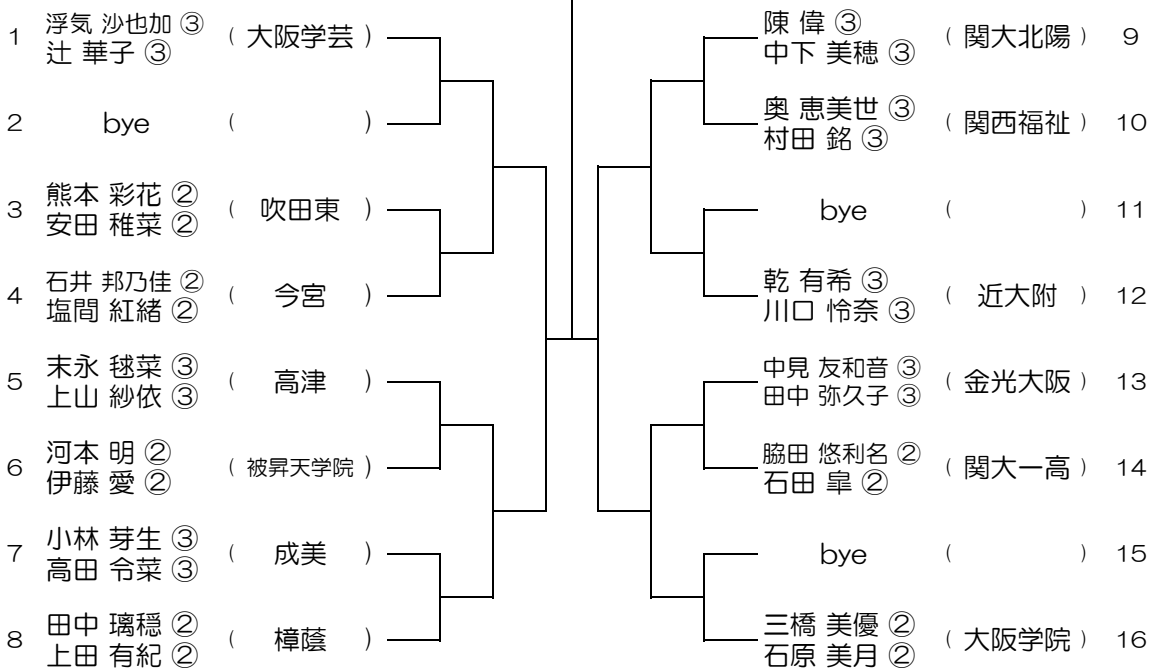 1 浮気 沙也加 ③ ( 大阪学芸 )
辻 華子 ③
2 bye ( )
3 熊本 彩花 ② ( 吹田東 )
安田 稚菜 ②
4 石井 邦乃佳 ② ( 今宮 )
塩間 紅緒 ②
5 末永 毬菜 ③ ( 高津 )
上山 紗依 ③
6 河本 明 ② ( 被昇天学院 )
伊藤 愛 ②
7 小林 芽生 ③ ( 成美 )
高田 令菜 ③
8 田中 璃穏 ② ( 樟蔭 )
上田 有紀 ②
陳 偉 ③ ( 関大北陽 ) 9
中下 美穂 ③
奥 恵美世 ③ ( 関西福祉 ) 10
村田 銘 ③
bye ( ) 11
乾 有希 ③ ( 近大附 ) 12
川口 怜奈 ③
中見 友和音 ③ ( 金光大阪 ) 13
田中 弥久子 ③
脇田 悠利名 ② ( 関大一高 ) 14
石田 皐 ②
bye ( ) 15
三橋 美優 ② ( 大阪学院 ) 16
石原 美月 ②